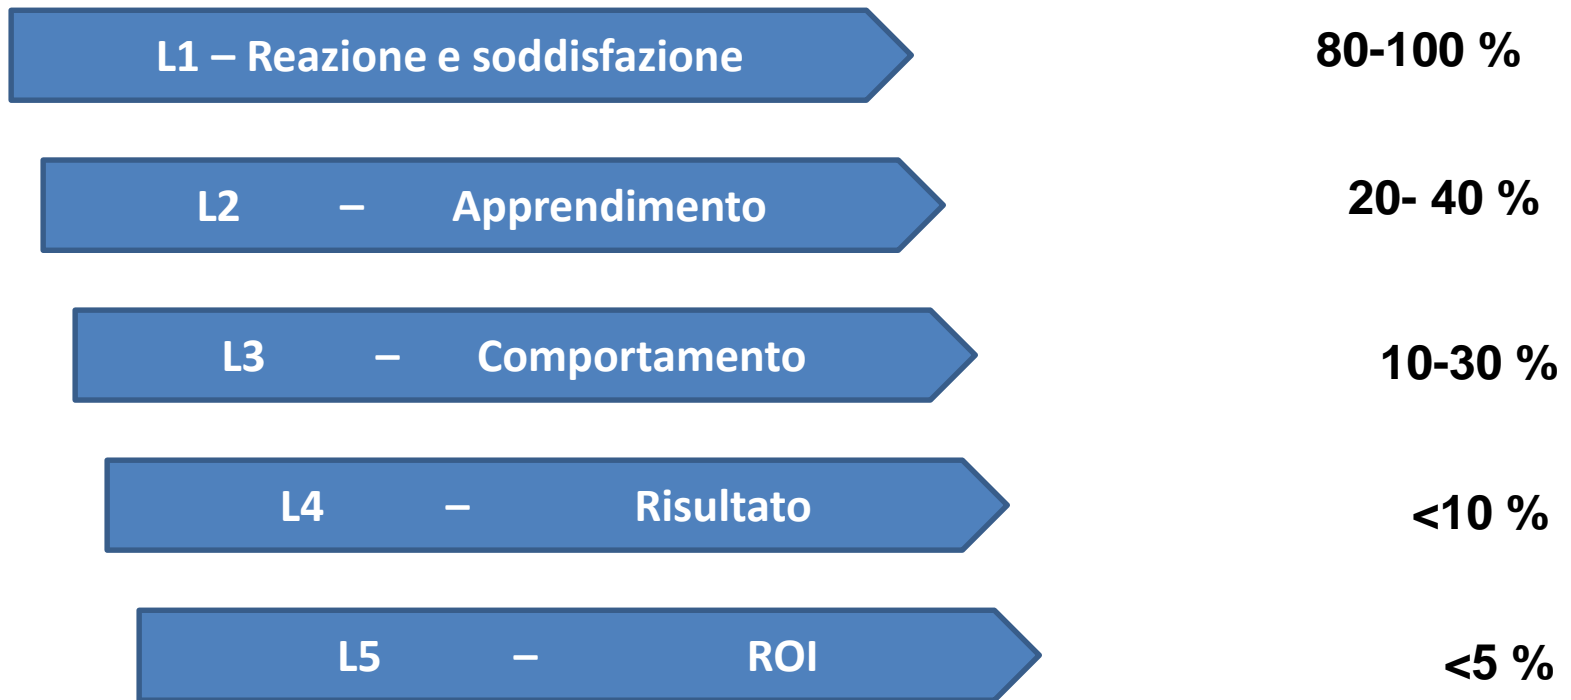 L1 – Reazione e soddisfazione 80-100 %
L2 – Apprendimento 20- 40 %
L3 – Comportamento 10-30 %
L4 – Risultato <10 %
L5 – ROI <5 %